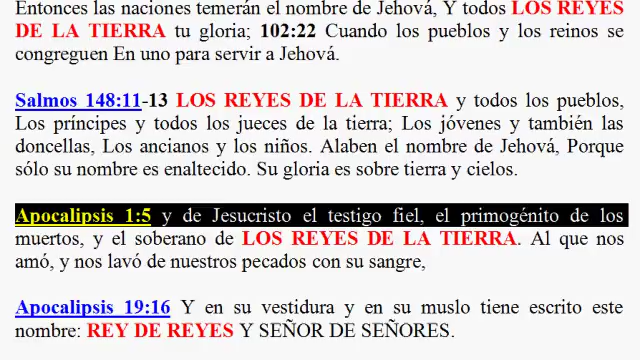 Entonces las naciones temerán el nombre de Jehová, Y todos LOS REYES
DE LA TIERRA tu gloria; 102:22 Cuando los pueblos y los reinos se
congreguen En uno para servir a Jehová.
Salmos 148:11-13 LOS REYES DE LA TIERRA y todos los pueblos,
Los príncipes y todos los jueces de la tierra; Los jóvenes y también las
doncellas, Los ancianos y los niños. Alaben el nombre de Jehová, Porque
sólo su nombre es enaltecido. Su gloria es sobre tierra y cielos.
Apocalipsis 1:5 y de Jesucristo el testigo fiel, el primogénito de los
muertos, y el soberano de LOS REYES DE LA TIERRA. Al que nos
amó, y nos lavó de nuestros pecados con su sangre,
Apocalipsis 19:16 Y en su vestidura y en su muslo tiene escrito este
nombre: REY DE REYES Y SEÑOR DE SEÑORES.